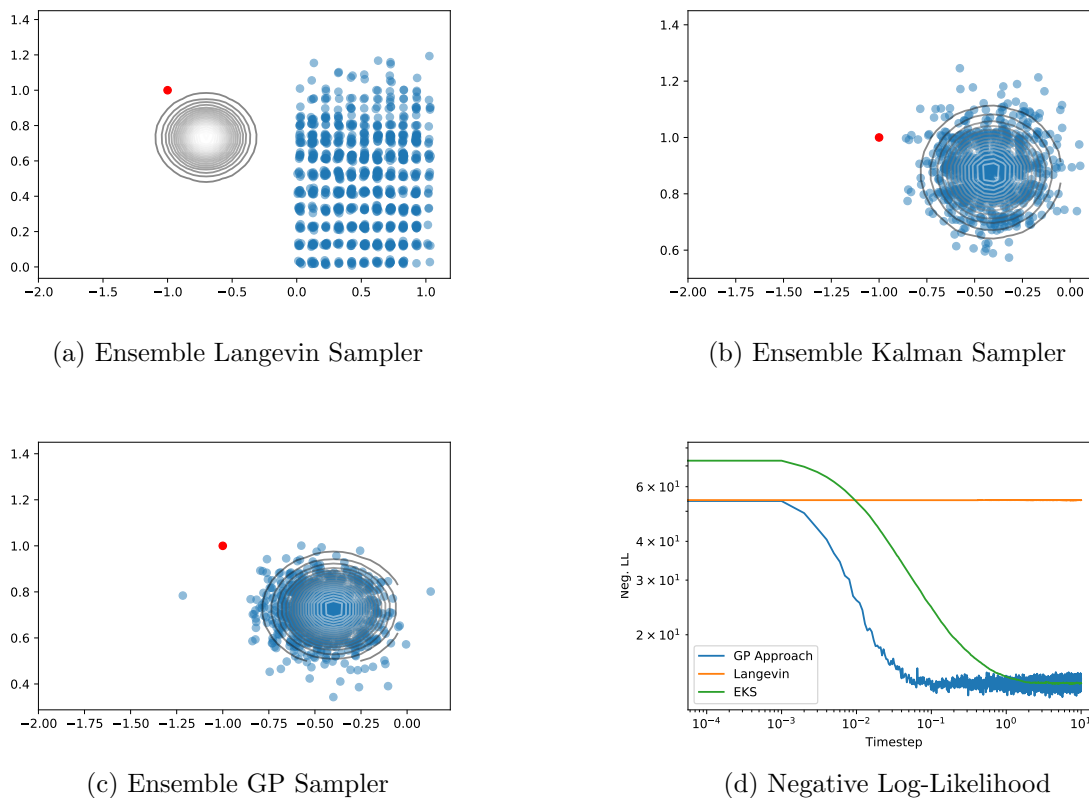 1.4
1.2
1.0
0.8
0.6
0.4
0.2
0.0
−2.0 −1.5 −1.0 −0.5 0.0 0.5 1.0
(a) Ensemble Langevin Sampler
1.4
1.2
1.0
0.8
0.6
−2.00 −1.75 −1.50 −1.25 −1.00 −0.75 −0.50 −0.25 0.00
(b) Ensemble Kalman Sampler
1.4
1.2
1.0
0.8
0.6
0.4
−2.00 −1.75 −1.50 −1.25 −1.00 −0.75 −0.50 −0.25 0.00
(c) Ensemble GP Sampler
6 × 10¹
Neg. LL
3 × 10¹
2 × 10¹
GP Approach
Langevin
EKS
10⁻⁴ 10⁻³ 10⁻² 10⁻¹ 10⁰ 10¹
Timestep
(d) Negative Log-Likelihood